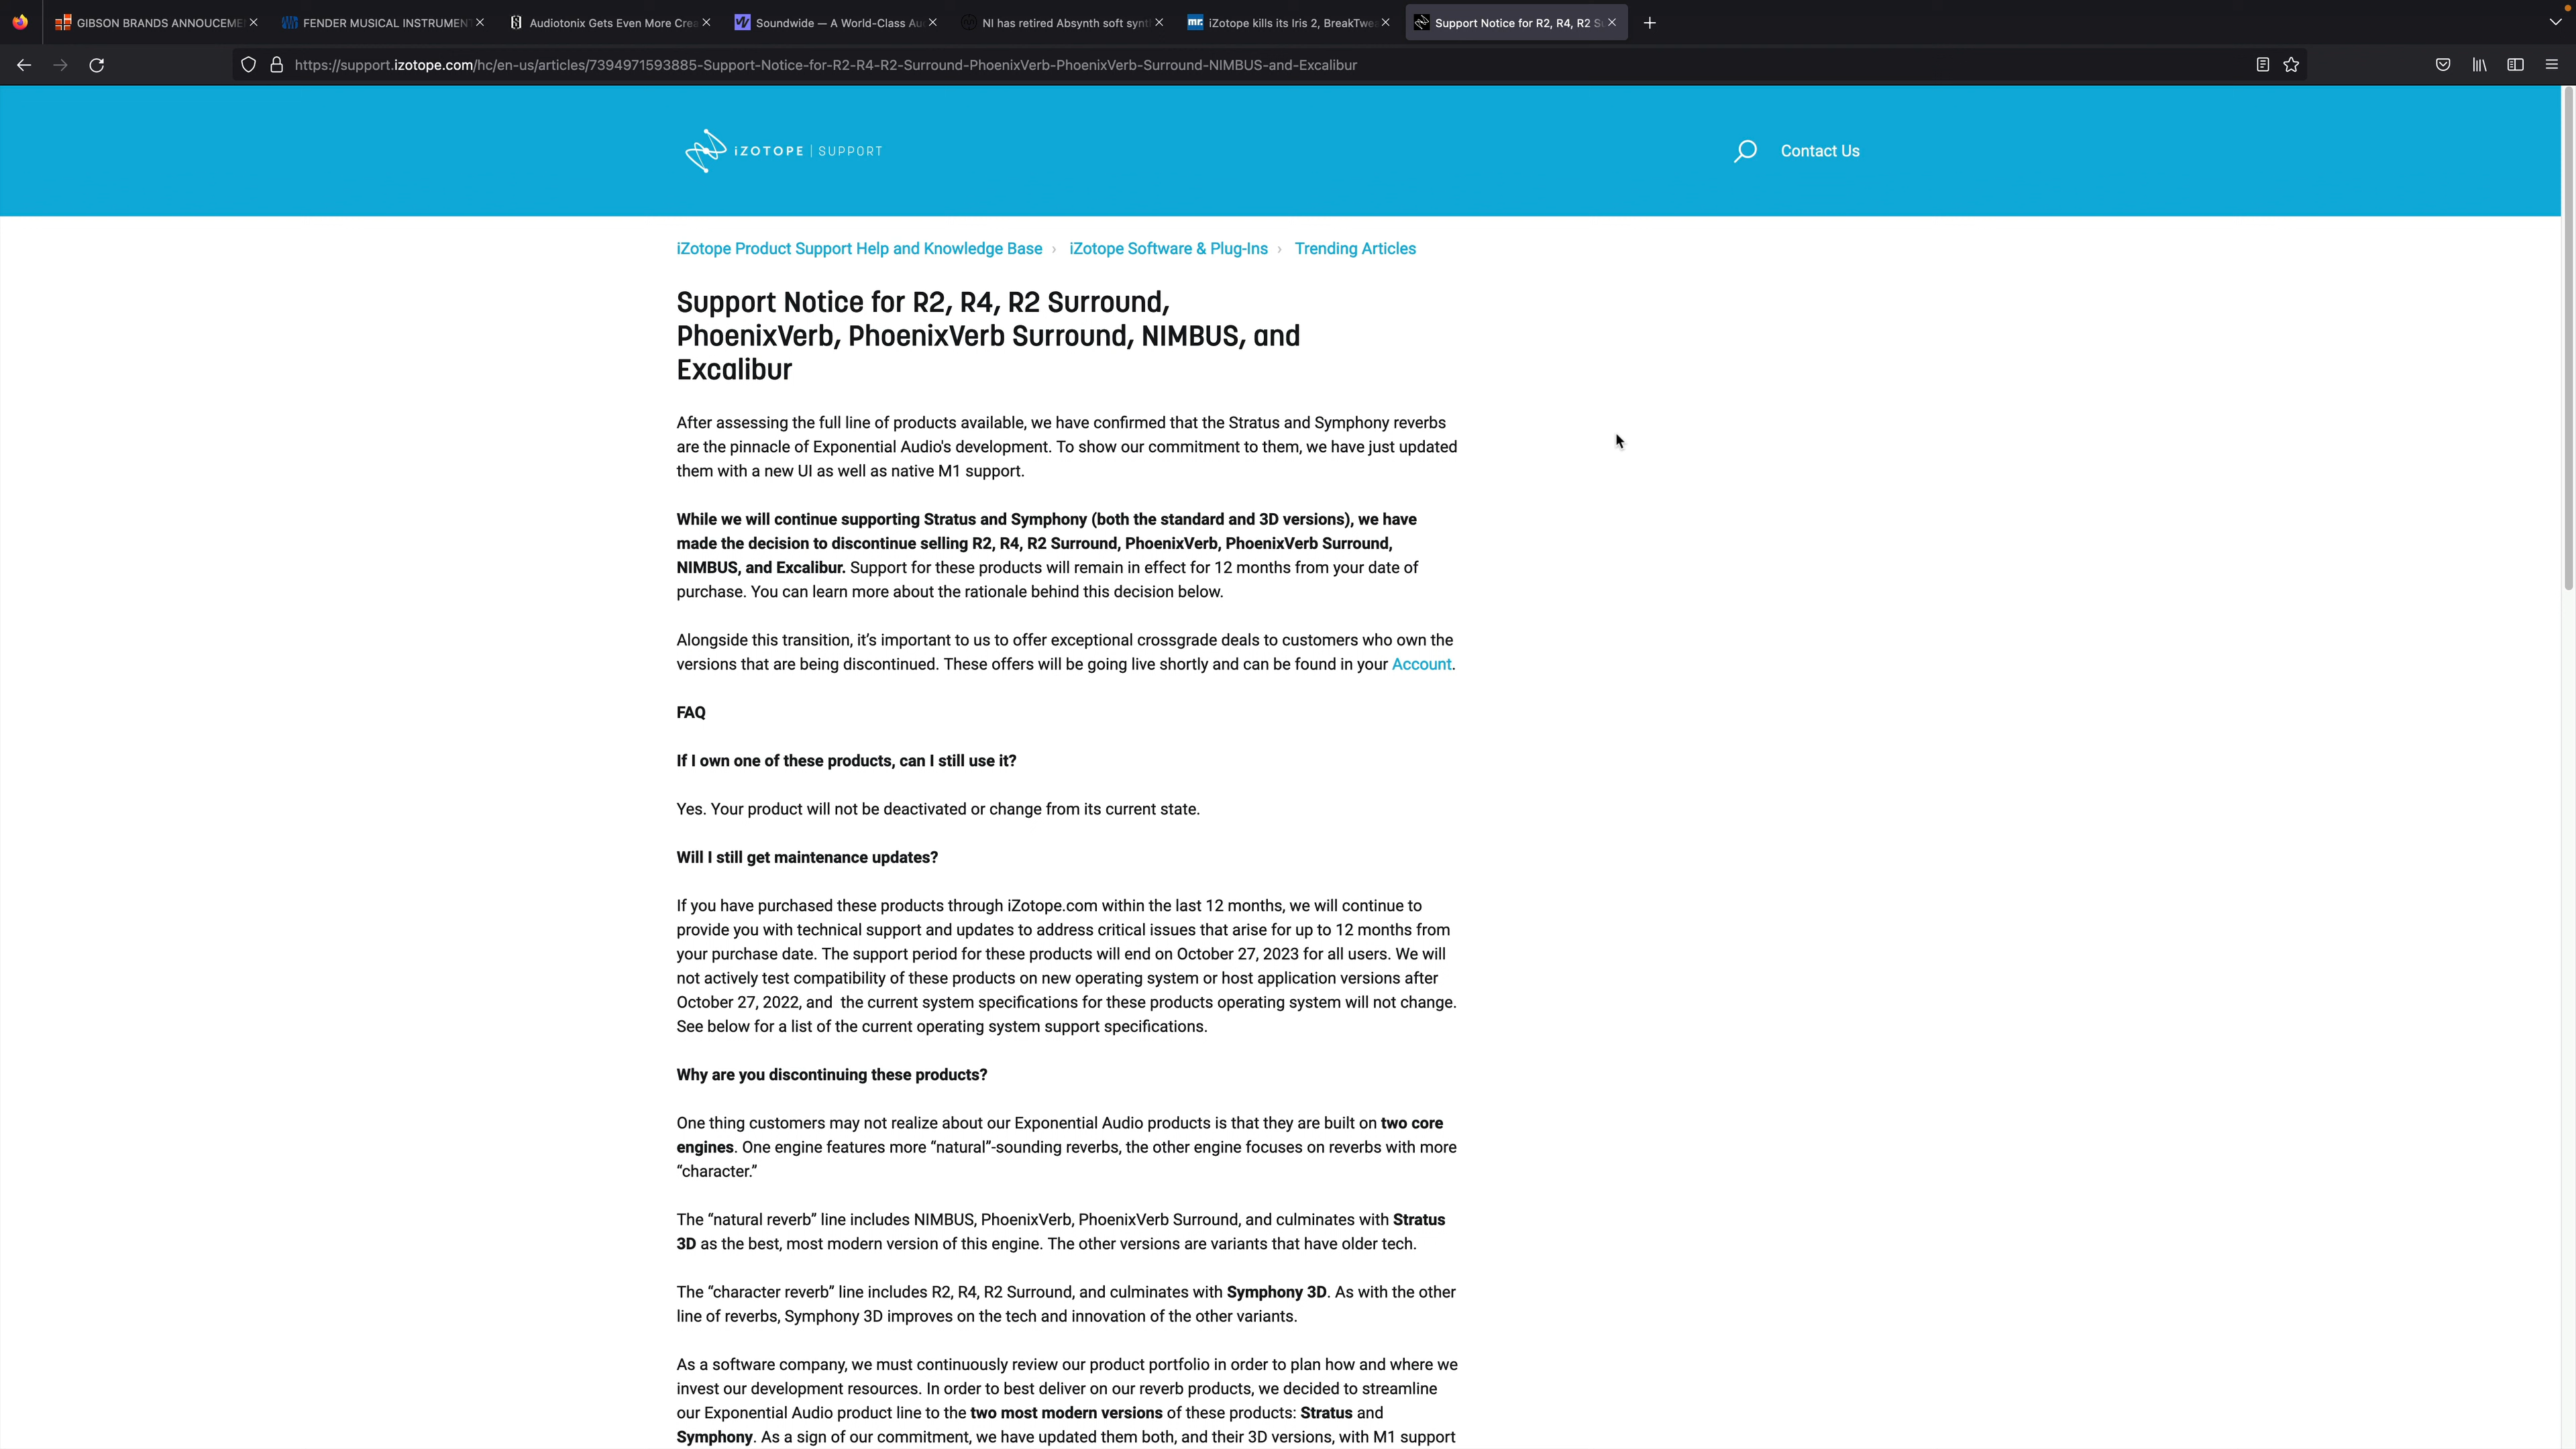 GIBSON BRANDS ANNOUCEME
FENDER MUSICAL INSTRUMENT
Audiotonix Gets Even More Crea
Soundwide — A World-Class Au
NI has retired Absynth soft synt
iZotope kills its Iris 2, BreakTwea
Support Notice for R2, R4, R2 S
https://support.izotope.com/hc/en-us/articles/7394971593885-Support-Notice-for-R2-R4-R2-Surround-PhoenixVerb-PhoenixVerb-Surround-NIMBUS-and-Excalibur
iZOTOPE | SUPPORT
Contact Us
iZotope Product Support Help and Knowledge Base › iZotope Software & Plug-Ins › Trending Articles
Support Notice for R2, R4, R2 Surround,
PhoenixVerb, PhoenixVerb Surround, NIMBUS, and
Excalibur
After assessing the full line of products available, we have confirmed that the Stratus and Symphony reverbs
are the pinnacle of Exponential Audio's development. To show our commitment to them, we have just updated
them with a new UI as well as native M1 support.
While we will continue supporting Stratus and Symphony (both the standard and 3D versions), we have
made the decision to discontinue selling R2, R4, R2 Surround, PhoenixVerb, PhoenixVerb Surround,
NIMBUS, and Excalibur. Support for these products will remain in effect for 12 months from your date of
purchase. You can learn more about the rationale behind this decision below.
Alongside this transition, it’s important to us to offer exceptional crossgrade deals to customers who own the
versions that are being discontinued. These offers will be going live shortly and can be found in your Account.
FAQ
If I own one of these products, can I still use it?
Yes. Your product will not be deactivated or change from its current state.
Will I still get maintenance updates?
If you have purchased these products through iZotope.com within the last 12 months, we will continue to
provide you with technical support and updates to address critical issues that arise for up to 12 months from
your purchase date. The support period for these products will end on October 27, 2023 for all users. We will
not actively test compatibility of these products on new operating system or host application versions after
October 27, 2022, and the current system specifications for these products operating system will not change.
See below for a list of the current operating system support specifications.
Why are you discontinuing these products?
One thing customers may not realize about our Exponential Audio products is that they are built on two core
engines. One engine features more “natural”-sounding reverbs, the other engine focuses on reverbs with more
“character.”
The “natural reverb” line includes NIMBUS, PhoenixVerb, PhoenixVerb Surround, and culminates with Stratus
3D as the best, most modern version of this engine. The other versions are variants that have older tech.
The “character reverb” line includes R2, R4, R2 Surround, and culminates with Symphony 3D. As with the other
line of reverbs, Symphony 3D improves on the tech and innovation of the other variants.
As a software company, we must continuously review our product portfolio in order to plan how and where we
invest our development resources. In order to best deliver on our reverb products, we decided to streamline
our Exponential Audio product line to the two most modern versions of these products: Stratus and
Symphony. As a sign of our commitment, we have updated them both, and their 3D versions, with M1 support